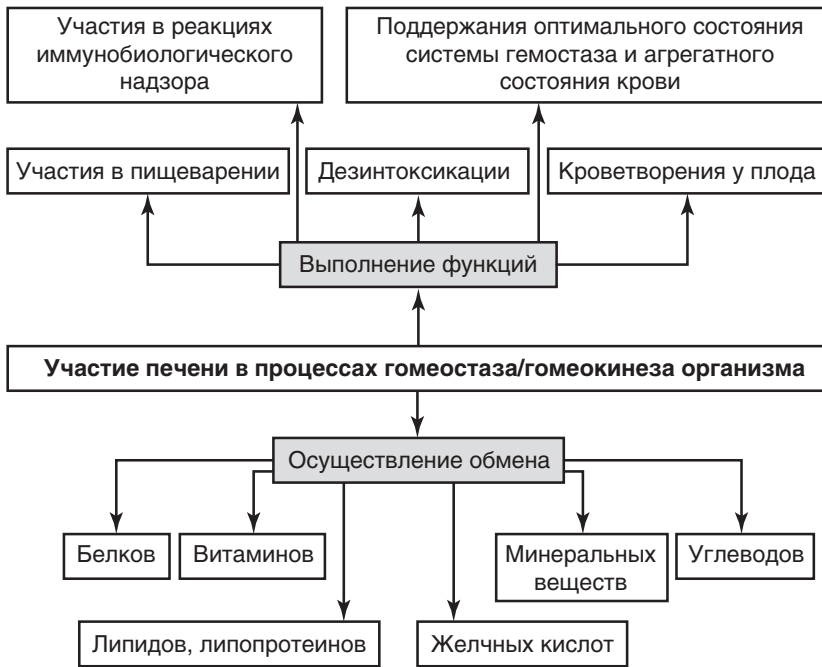 Участия в реакциях
иммунобиологического
надзора
Поддержания оптимального состояния
системы гемостаза и агрегатного
состояния крови
Участия в пищеварении
Дезинтоксикации
Кроветворения у плода
Выполнение функций
Участие печени в процессах гомеостаза/гомеокинеза организма
Осуществление обмена
Белков
Витаминов
Минеральных
веществ
Углеводов
Липидов, липопротеинов
Желчных кислот